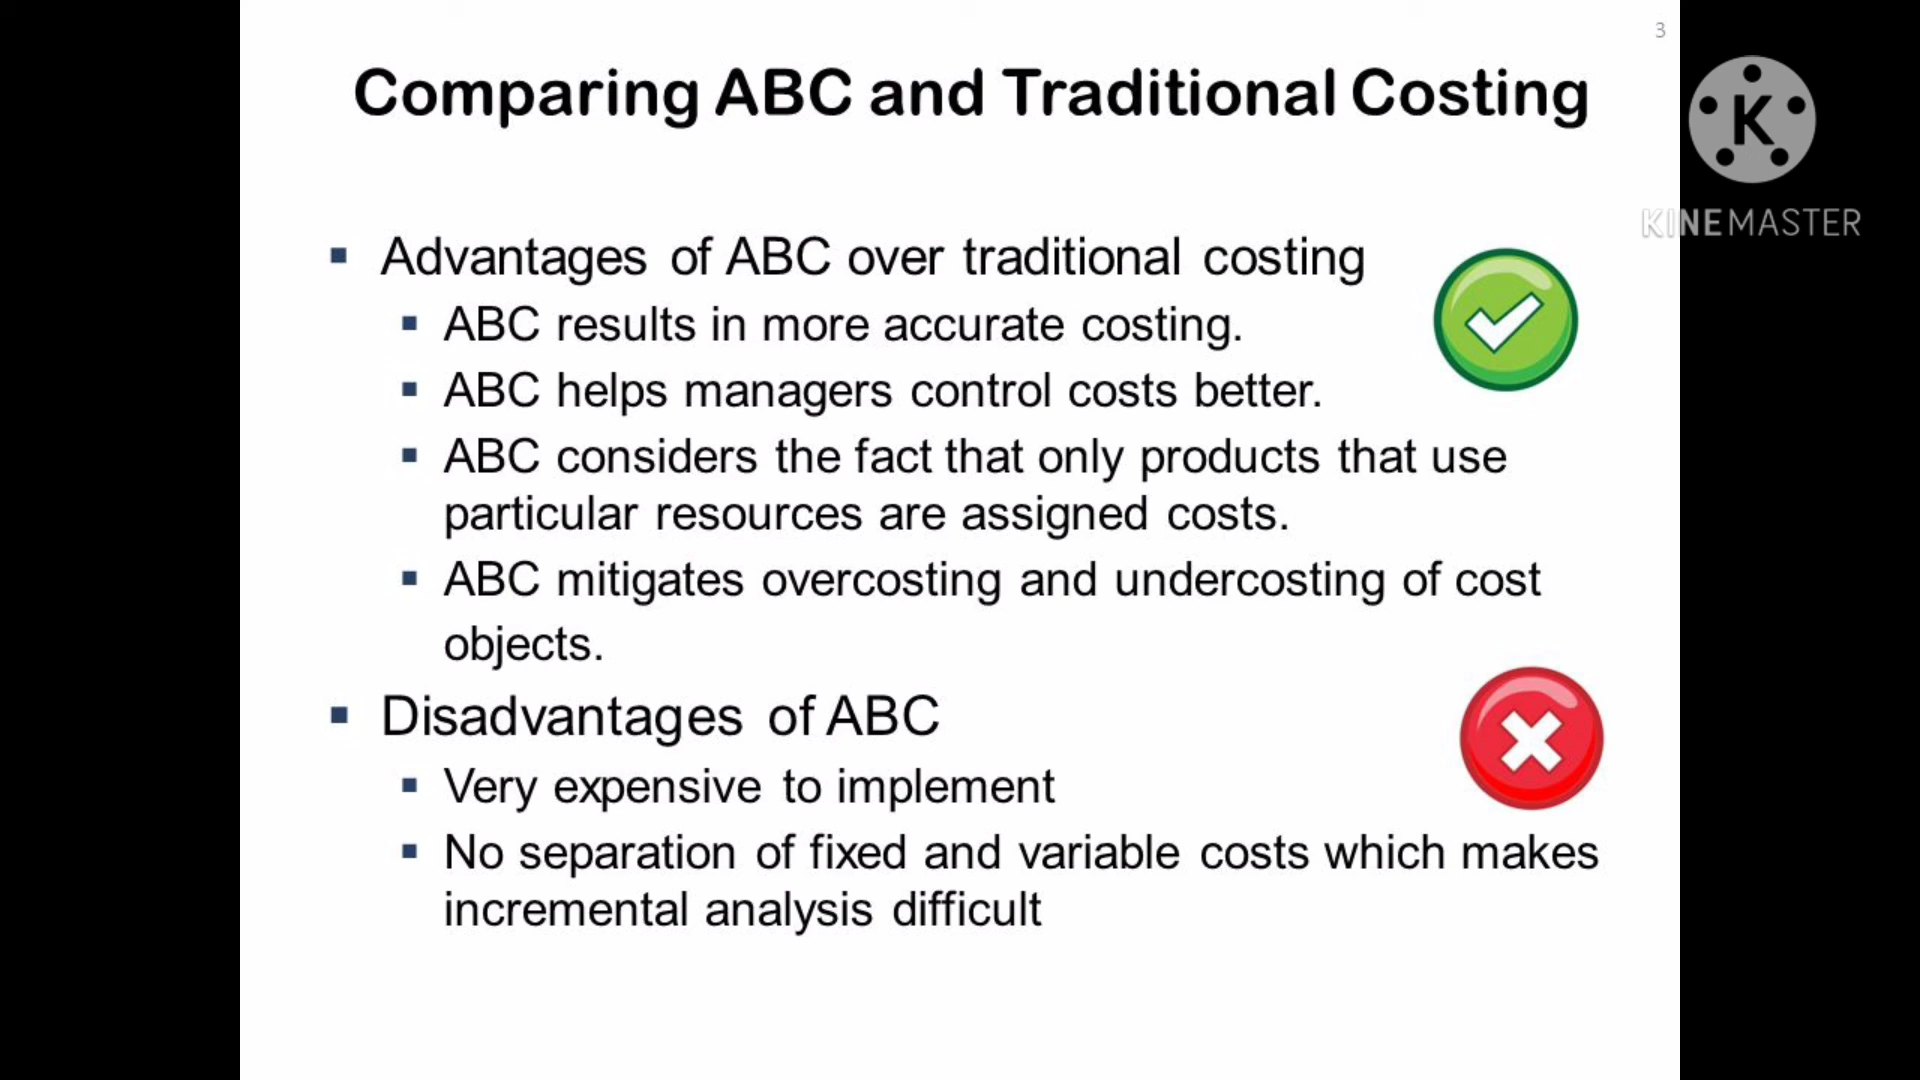 3
Comparing ABC and Traditional Costing
K
KINEMASTER
▪ Advantages of ABC over traditional costing
▪ ABC results in more accurate costing.
▪ ABC helps managers control costs better.
▪ ABC considers the fact that only products that use
particular resources are assigned costs.
▪ ABC mitigates overcosting and undercosting of cost
objects.
▪ Disadvantages of ABC
▪ Very expensive to implement
▪ No separation of fixed and variable costs which makes
incremental analysis difficult